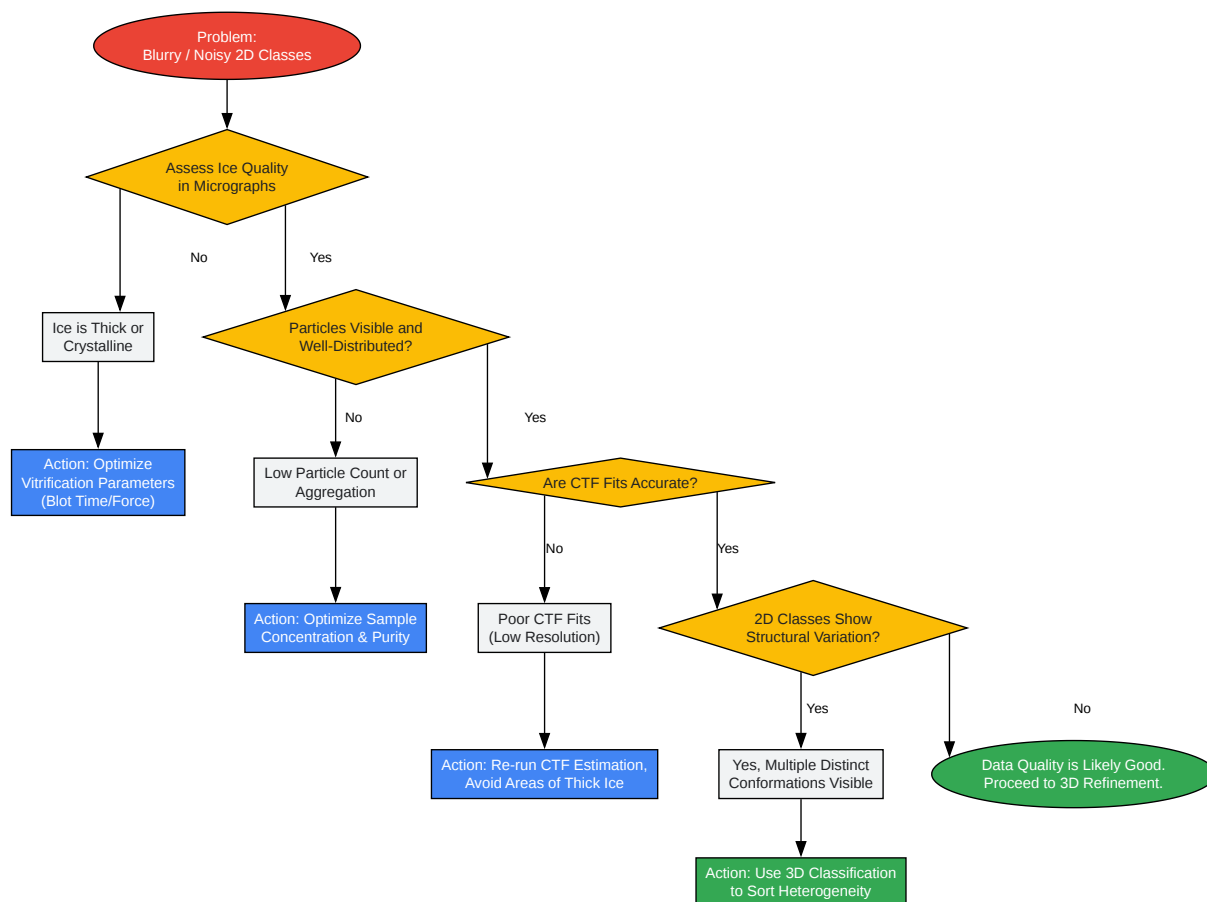 Problem:
Blurry / Noisy 2D Classes
Assess Ice Quality
in Micrographs
No
Yes
Ice is Thick or
Crystalline
Particles Visible and
Well-Distributed?
Action: Optimize
Vitrification Parameters
(Blot Time/Force)
No
Yes
Low Particle Count or
Aggregation
Are CTF Fits Accurate?
No
Yes
Action: Optimize Sample
Concentration & Purity
Poor CTF Fits
(Low Resolution)
2D Classes Show
Structural Variation?
Yes
No
Action: Re-run CTF Estimation,
Avoid Areas of Thick Ice
Yes, Multiple Distinct
Conformations Visible
Data Quality is Likely Good.
Proceed to 3D Refinement.
Action: Use 3D Classification
to Sort Heterogeneity